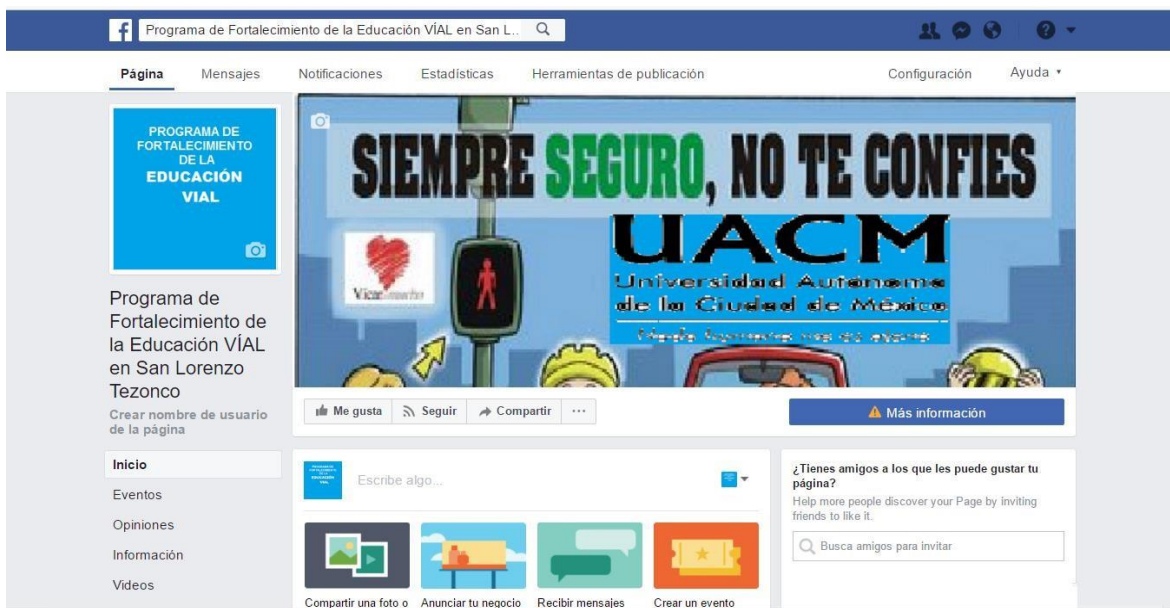 Programa de Fortalecimiento de la Educación VÍAL en San L..
Página Mensajes Notificaciones Estadísticas Herramientas de publicación Configuración Ayuda
PROGRAMA DE
FORTALECIMIENTO
DE LA
EDUCACIÓN
VIAL
SIEMPRE SEGURO, NO TE CONFIES
UACM
Universidad Autónoma
de la Ciudad de México
Nada humano nos es ajeno
Programa de
Fortalecimiento de
la Educación VÍAL
en San Lorenzo
Tezonco
Crear nombre de usuario
de la página
Me gusta Seguir Compartir ...
Más información
Inicio
Eventos
Opiniones
Información
Videos
Escribe algo...
Compartir una foto o
Anunciar tu negocio
Recibir mensajes
Crear un evento
¿Tienes amigos a los que les puede gustar tu
página?
Help more people discover your Page by inviting
friends to like it.
Busca amigos para invitar